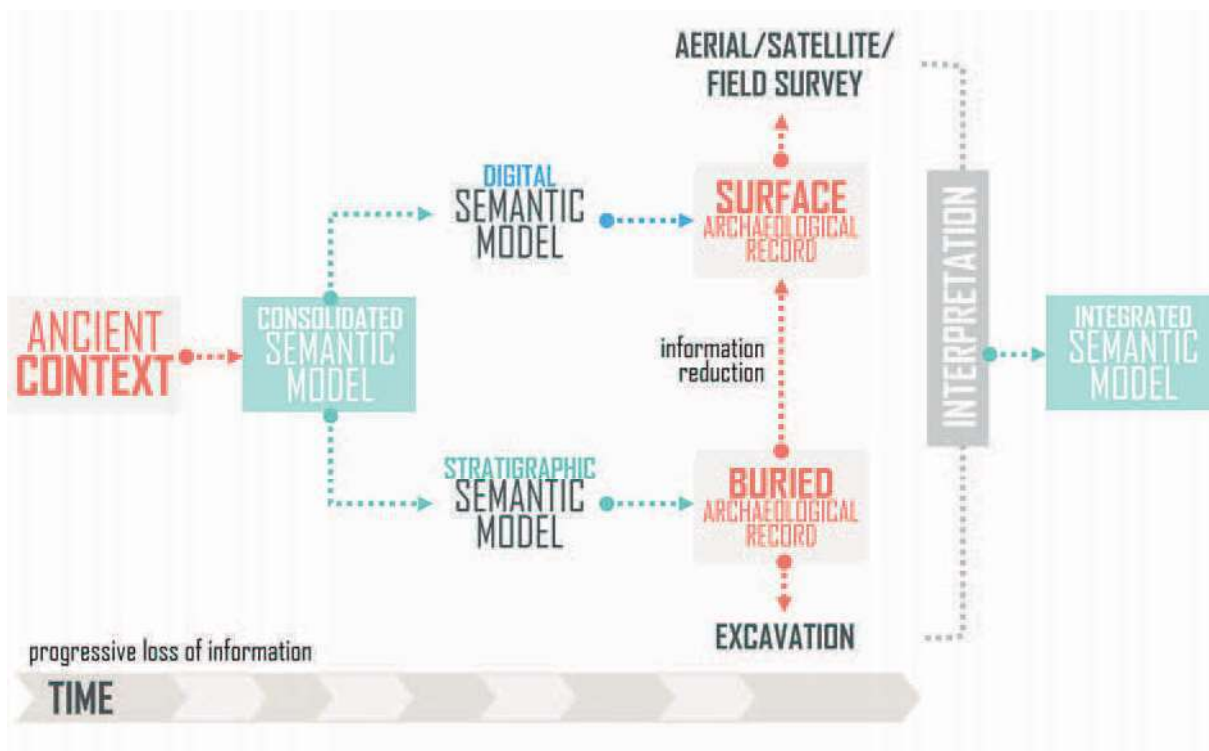 AERIAL/SATELLITE/
FIELD SURVEY
DIGITAL
SEMANTIC
MODEL
SURFACE
ARCHAEOLOGICAL
RECORD
ANCIENT
CONTEXT
CONSOLIDATED
SEMANTIC
MODEL
information
reduction
INTERPRETATION
INTEGRATED
SEMANTIC
MODEL
STRATIGRAPHIC
SEMANTIC
MODEL
BURIED
ARCHAEOLOGICAL
RECORD
EXCAVATION
progressive loss of information
TIME